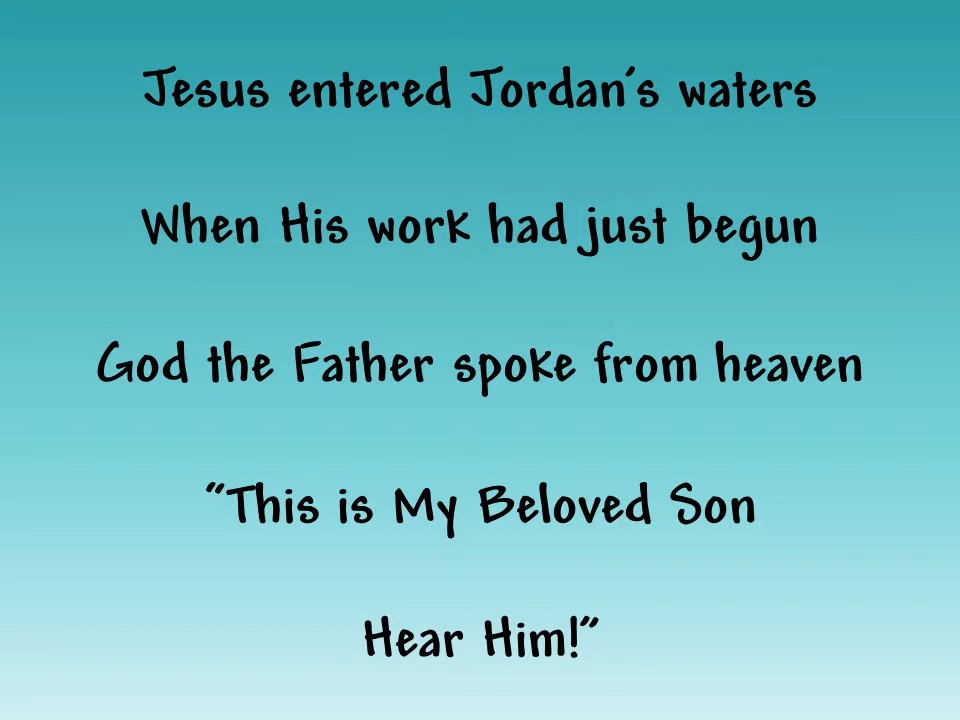 Jesus entered Jordan's waters
When His work had just begun
God the Father spoke from heaven
"This is My Beloved Son
Hear Him!"